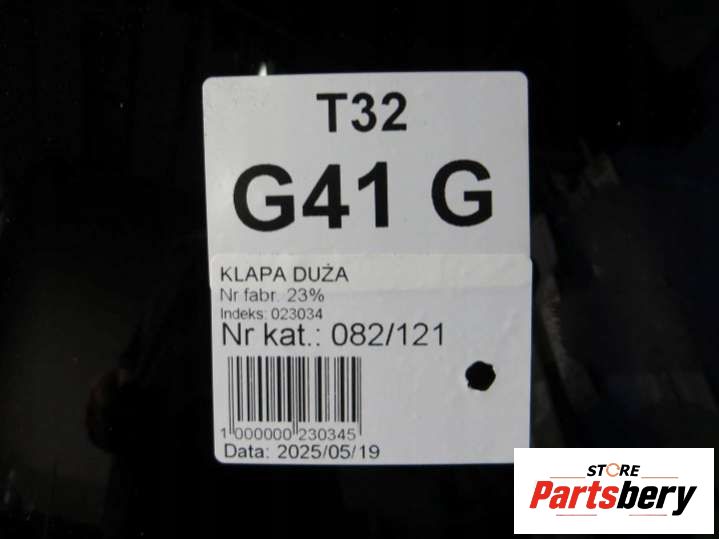 T32
G41 G
KLAPA DUŻA
Nr fabr. 23%
Indeks: 023034
Nr kat.: 082/121
1 000000 230345
Data: 2025/05/19
STORE
Partsbery